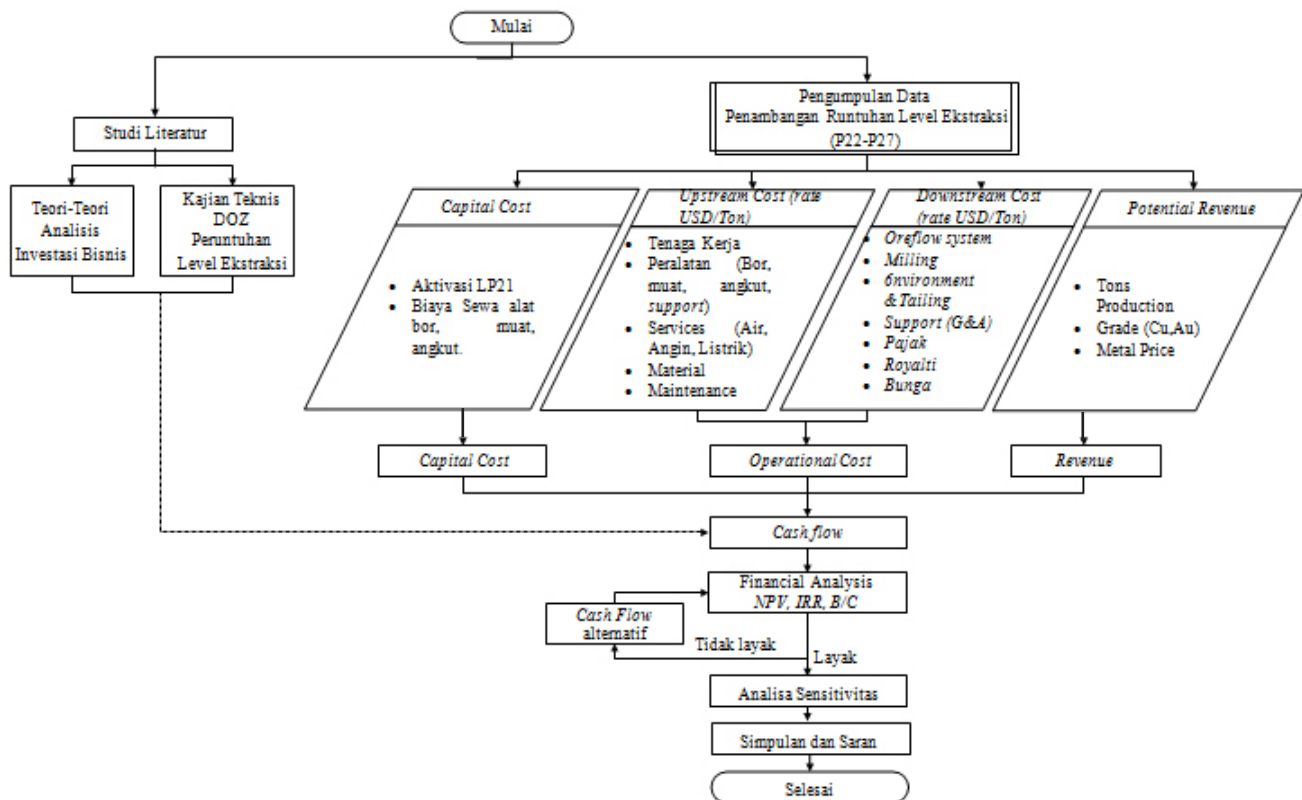 Mulai
Pengumpulan Data
Penambangan Runtuhan Level Ekstraksi
(P22-P27)
Studi Literatur
Teori-Teori
Analisis
Investasi Bisnis
Kajian Teknis
DOZ
Peruntuhan
Level Ekstraksi
Capital Cost
• Aktivasi LP21
• Biaya Sewa alat
bor, muat,
angkut.
Upstream Cost (rate
USD/Ton)
• Tenaga Kerja
• Peralatan (Bor,
muat, angkut,
support)
• Services (Air,
Angin, Listrik)
• Material
• Maintenance
Downstream Cost
(rate USD/Ton)
• Oreflow system
• Milling
• 6nvironment
&Tailing
• Support (G&A)
• Pajak
• Royalti
• Bunga
Potential Revenue
• Tons
Production
• Grade (Cu,Au)
• Metal Price
Capital Cost
Operational Cost
Revenue
Cash flow
Financial Analysis
NPV, IRR, B/C
Cash Flow
alternatif
Tidak layak
Layak
Analisa Sensitivitas
Simpulan dan Saran
Selesai